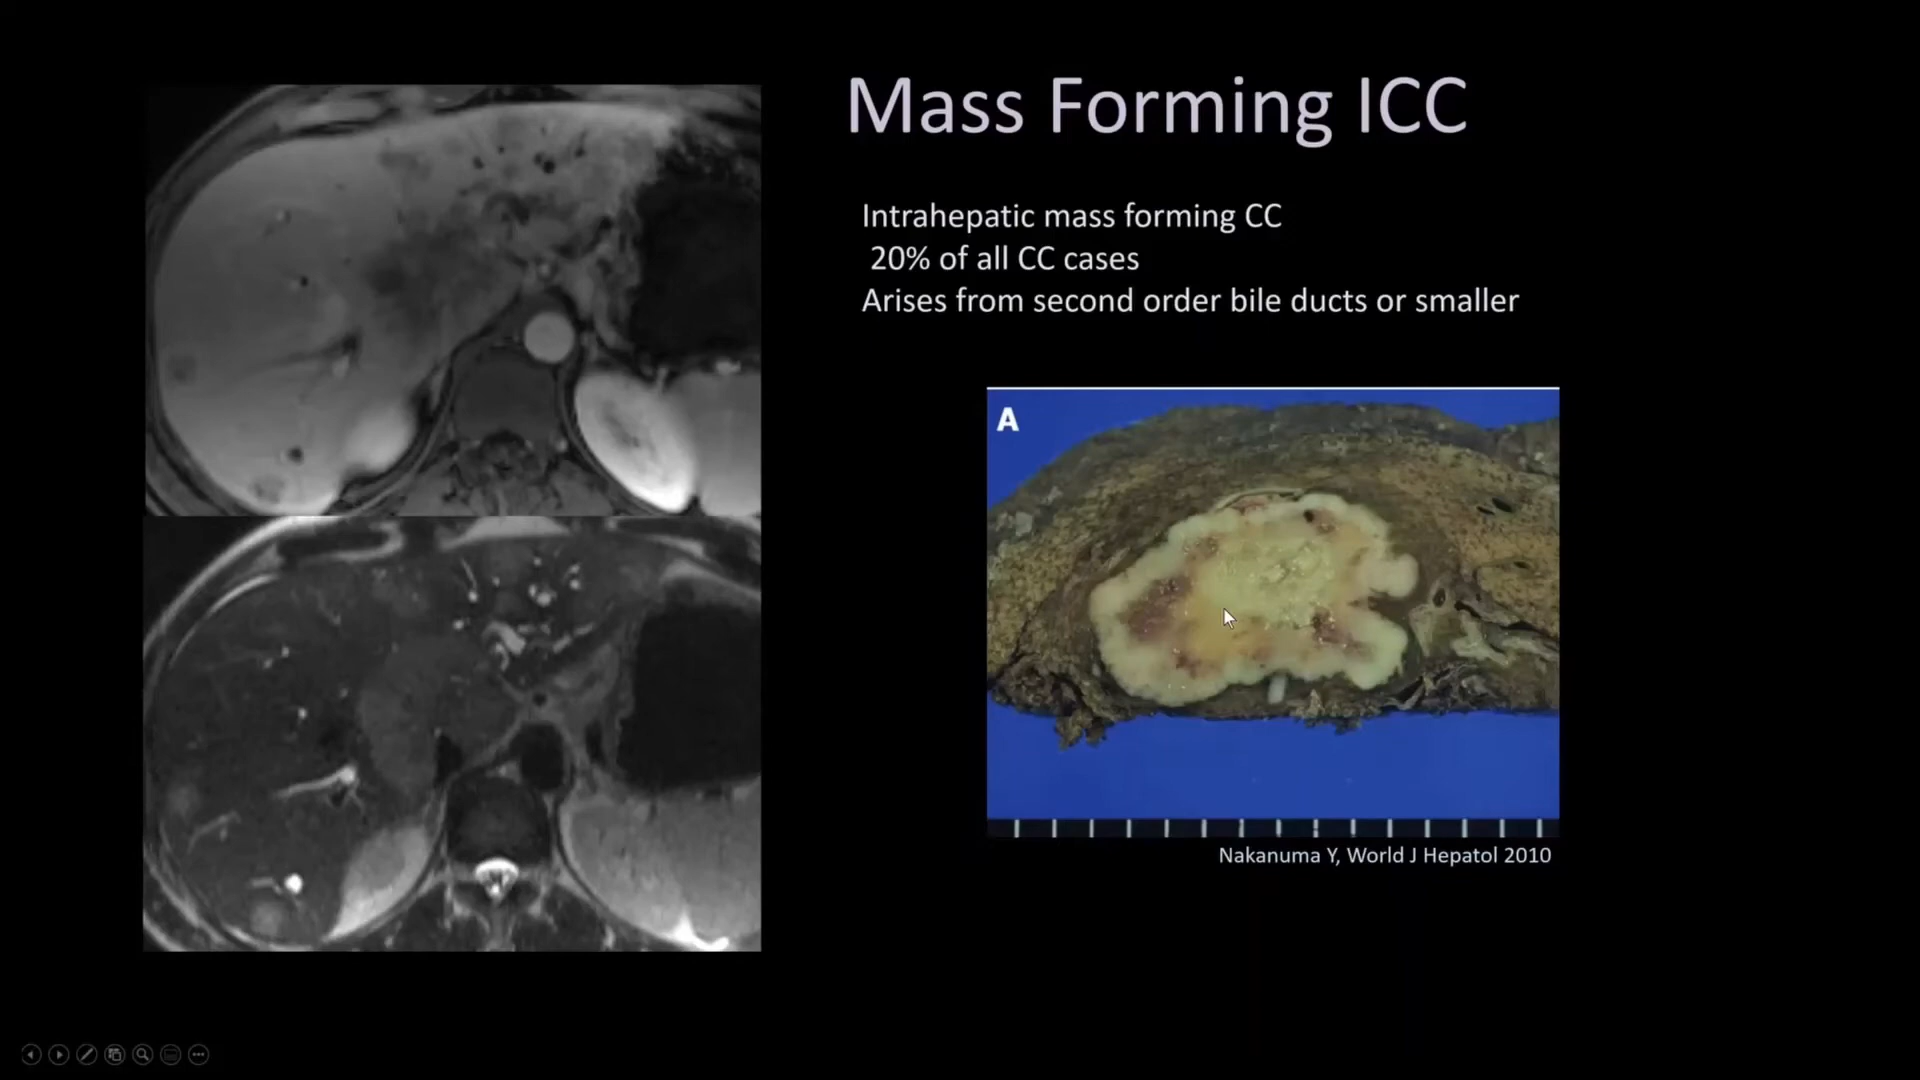 Mass Forming ICC
Intrahepatic mass forming CC
20% of all CC cases
Arises from second order bile ducts or smaller
A
Nakanuma Y, World J Hepatol 2010